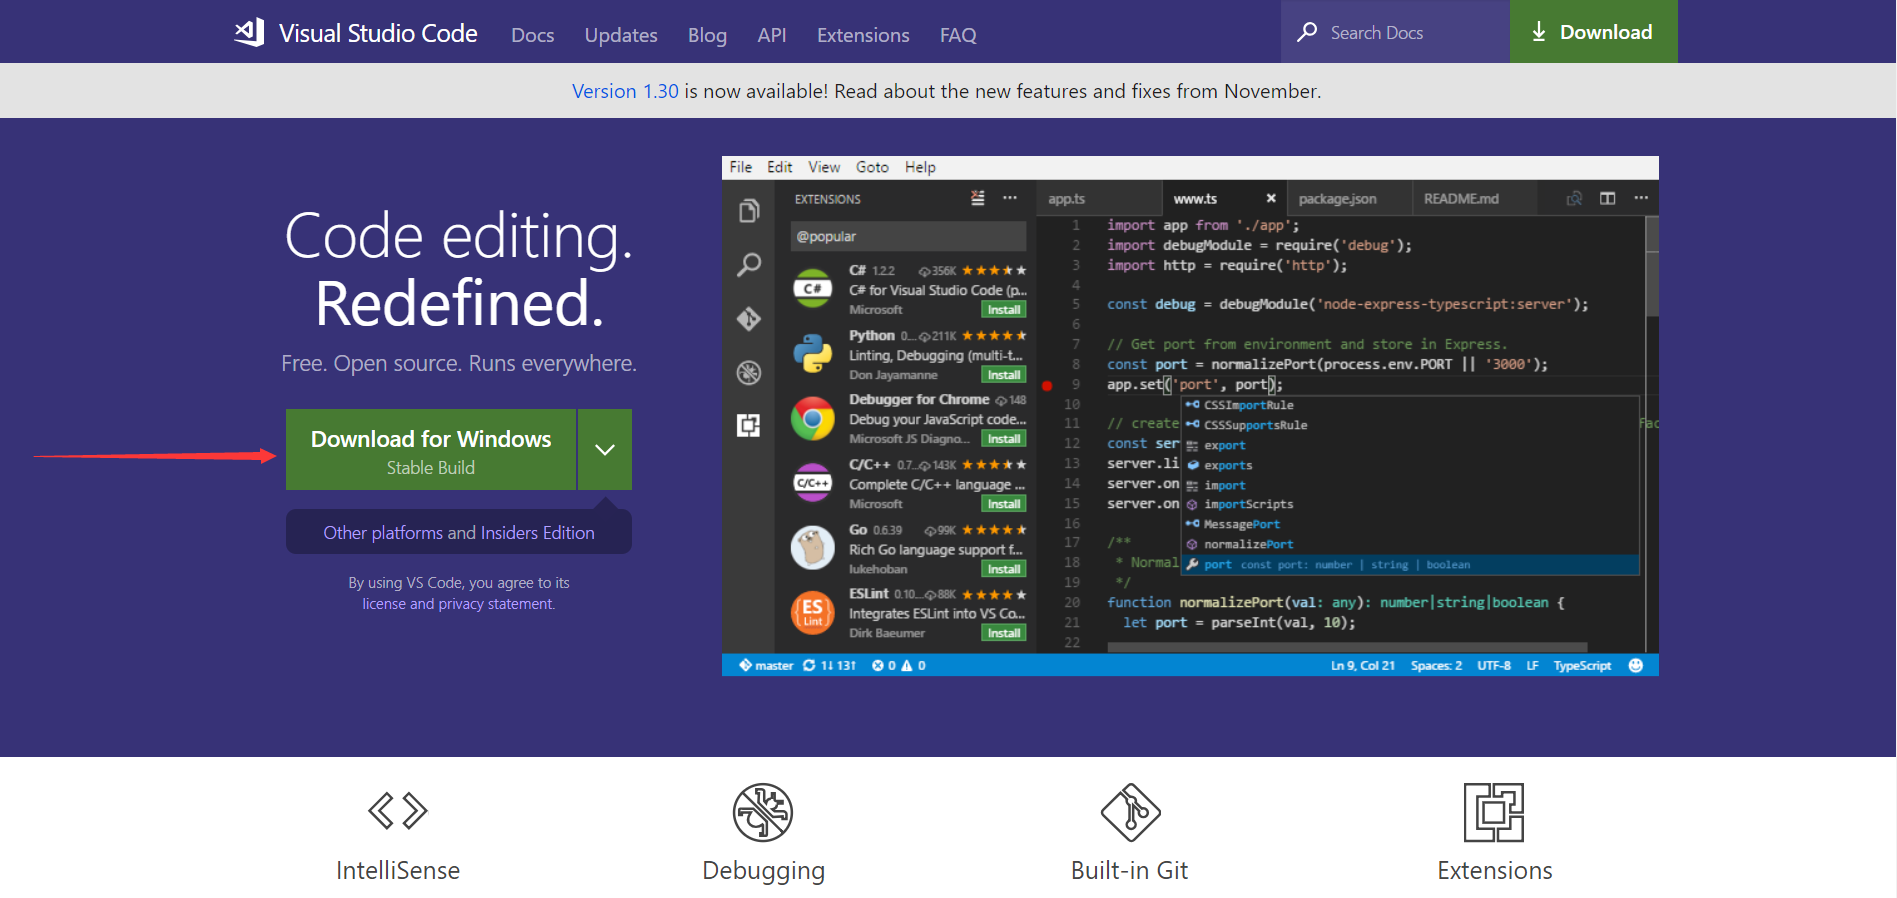 Visual Studio Code
Docs
Updates
Blog
API
Extensions
FAQ
Search Docs
Download
Version 1.30 is now available! Read about the new features and fixes from November.
Code editing.
Redefined.
Free. Open source. Runs everywhere.
Download for Windows
Stable Build
Other platforms and Insiders Edition
By using VS Code, you agree to its
license and privacy statement.
File Edit View Goto Help
EXTENSIONS
@popular
C# 1.2.2 356K
C# for Visual Studio Code (p...
Microsoft
Install
Python 0... 211K
Linting, Debugging (multi-t...
Don Jayamanne
Install
Debugger for Chrome 148
Debug your JavaScript code...
Microsoft JS Diagno...
Install
C/C++ 0.7... 143K
Complete C/C++ language ...
Microsoft
Install
Go 0.6.39 99K
Rich Go language support f...
lukehoban
Install
ESLint 0.10... 88K
Integrates ESLint into VS Co...
Dirk Baeumer
Install
C#
C/C++
ES
Lint
app.ts
www.ts
package.json
README.md
1 import app from './app';
2 import debugModule = require('debug');
3 import http = require('http');
4
5 const debug = debugModule('node-express-typescript:server');
6
7 // Get port from environment and store in Express.
8 const port = normalizePort(process.env.PORT || '3000');
9 app.set('port', port);
10
11 // create
12 const ser
13 server.li
14 server.on
15 server.on
16
17 /**
18 * Normal
19 */
20 function normalizePort(val: any): number|string|boolean {
21 let port = parseInt(val, 10);
22
CSSImportRule
CSSSupportsRule
export
exports
import
importScripts
MessagePort
normalizePort
port const port: number | string | boolean
master 1↓ 13↑ 0 0
Ln 9, Col 21 Spaces: 2 UTF-8 LF TypeScript
IntelliSense
Debugging
Built-in Git
Extensions